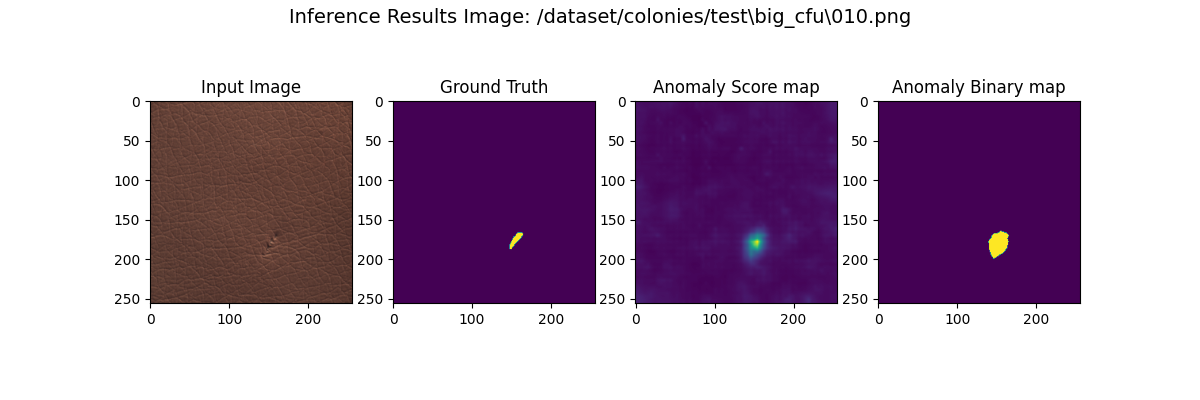 Inference Results Image: /dataset/colonies/test\big_cfu\010.png
Input Image
0
50
100
150
200
250
0 100 200
Ground Truth
0
50
100
150
200
250
0 100 200
Anomaly Score map
0
50
100
150
200
250
0 100 200
Anomaly Binary map
0
50
100
150
200
250
0 100 200